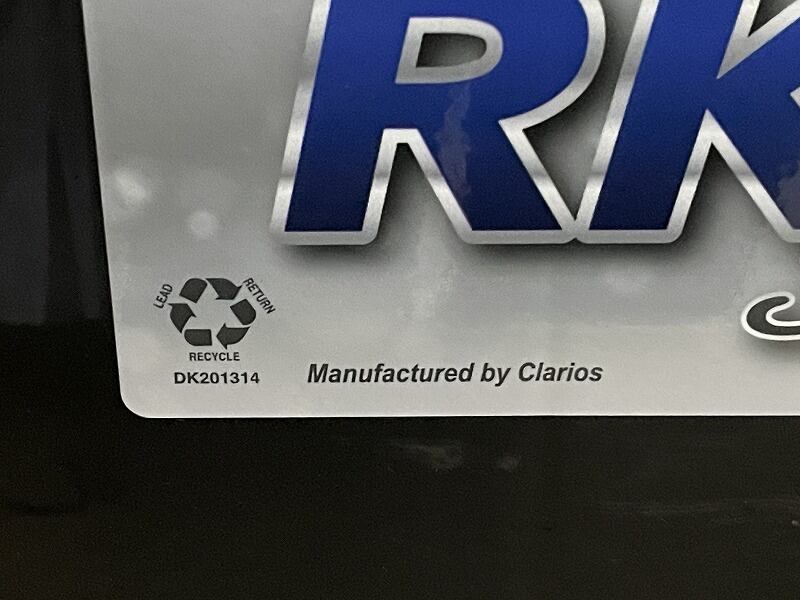 RK
LEAD
RETURN
RECYCLE
DK201314
Manufactured by Clarios